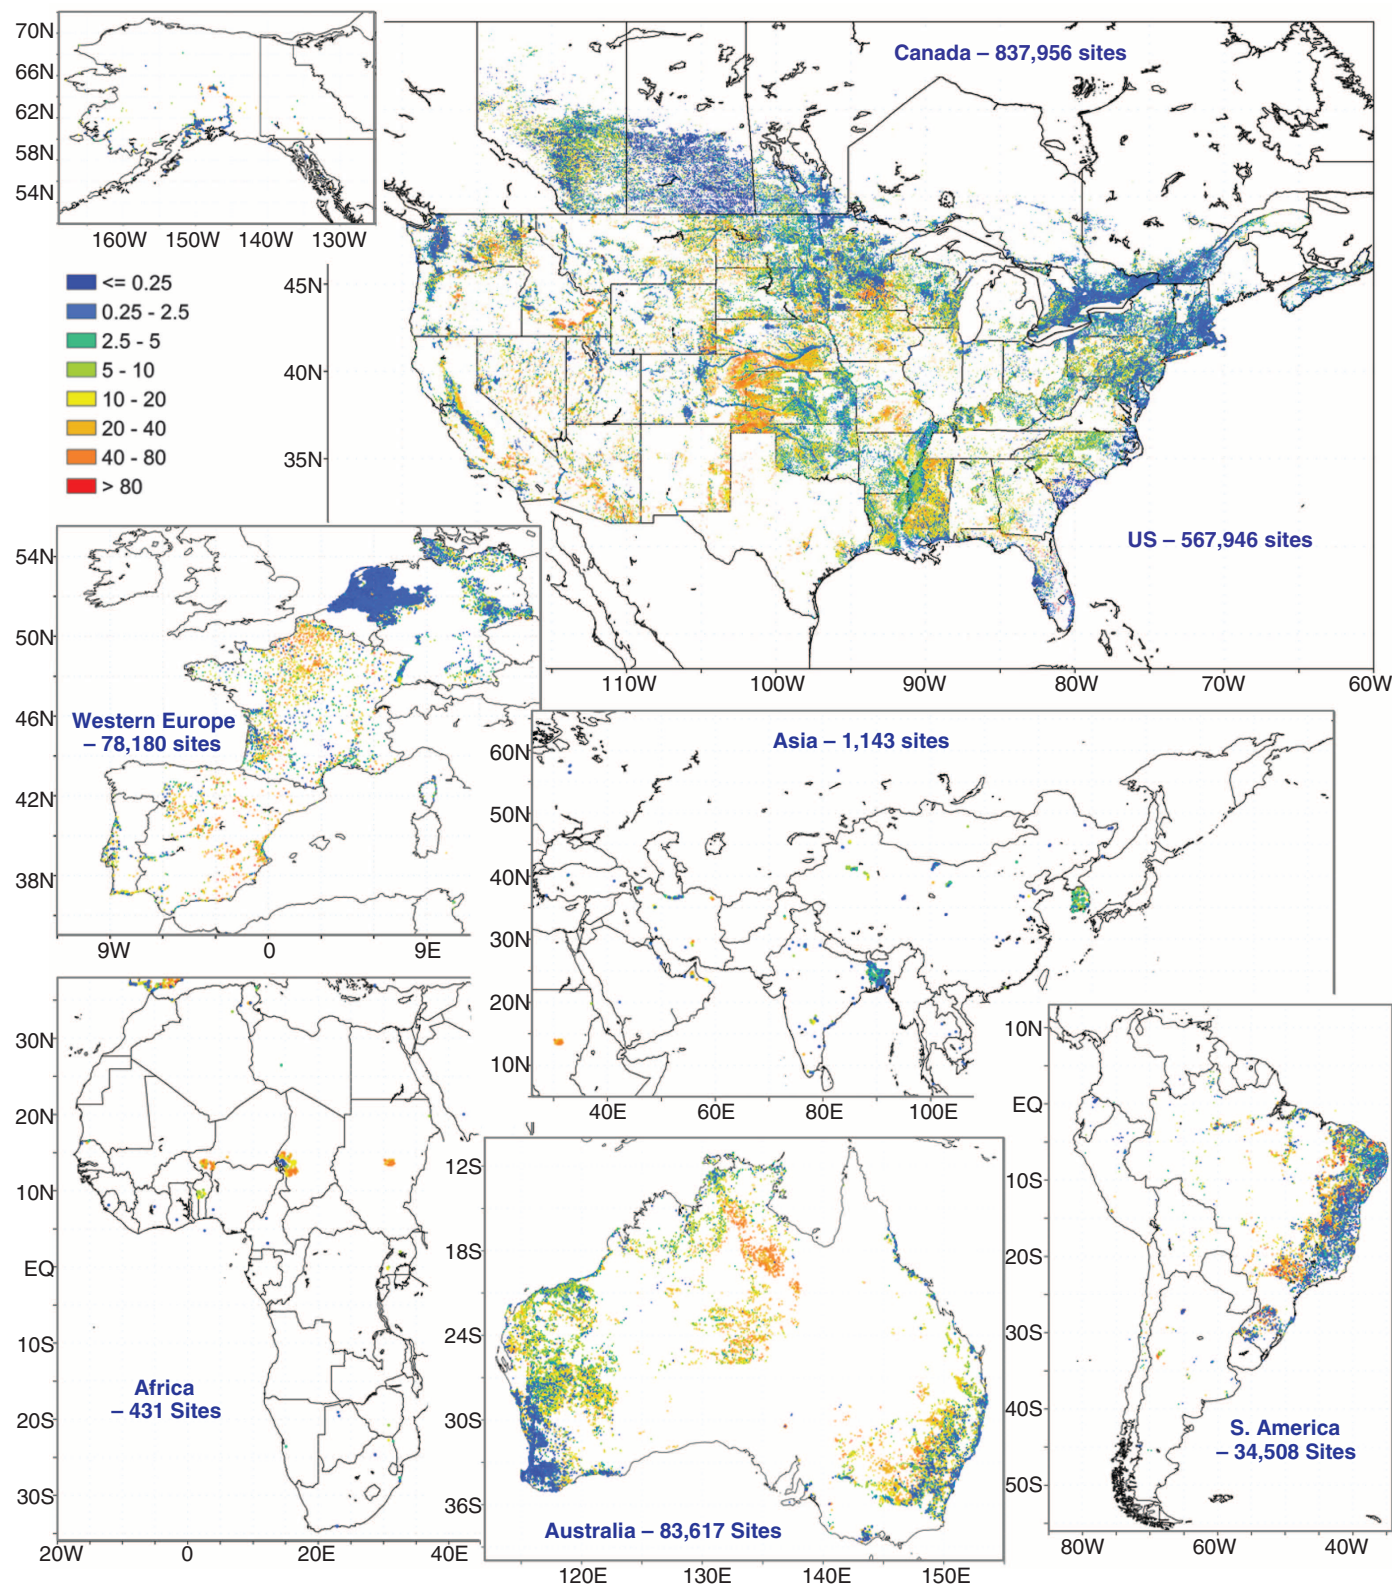 70N
66N
62N
58N
54N
160W 150W 140W 130W
Canada – 837,956 sites
<= 0.25
0.25 - 2.5
2.5 - 5
5 - 10
10 - 20
20 - 40
40 - 80
> 80
45N
40N
35N
US – 567,946 sites
110W 100W 90W 80W 70W 60W
54N
50N
46N
42N
38N
Western Europe
– 78,180 sites
9W 0 9E
Asia – 1,143 sites
60N
50N
40N
30N
20N
10N
40E 60E 80E 100E
30N
20N
10N
EQ
10S
20S
30S
Africa
– 431 Sites
20W 0 20E 40E
12S
18S
24S
30S
36S
Australia – 83,617 Sites
120E 130E 140E 150E
10N
EQ
10S
20S
30S
40S
50S
S. America
– 34,508 Sites
80W 60W 40W